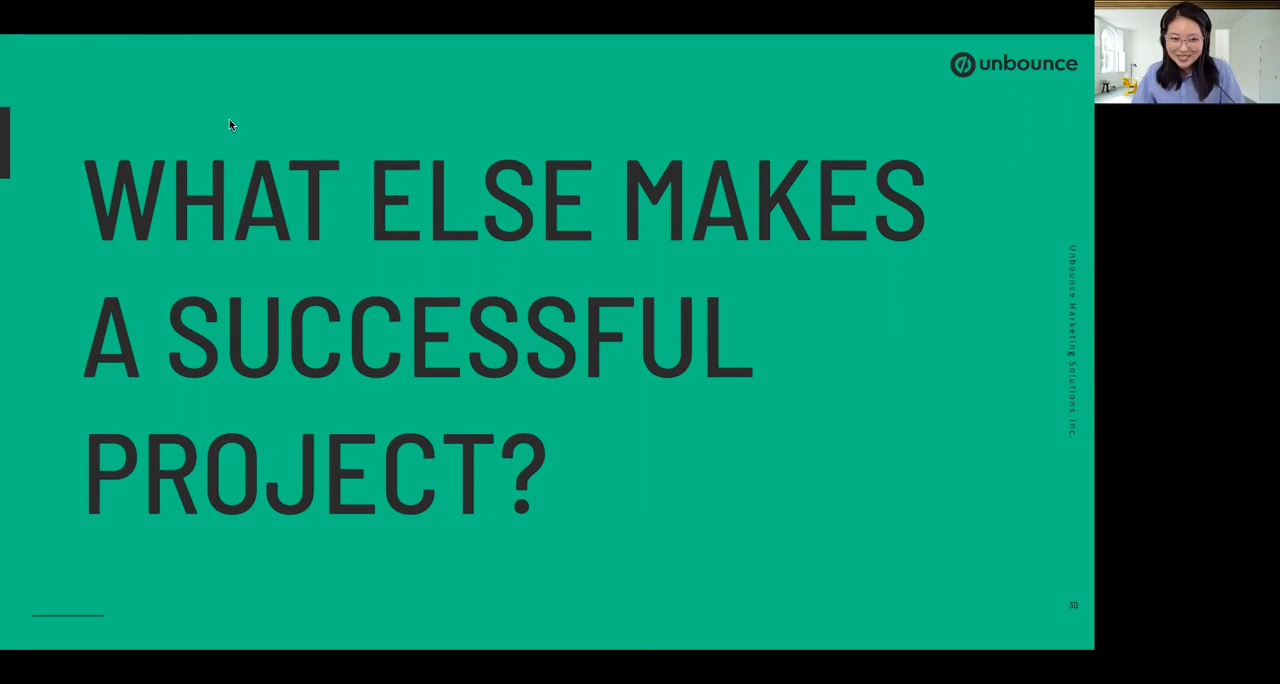 unbounce
WHAT ELSE MAKES
A SUCCESSFUL
PROJECT?
Unbounce Marketing Solutions Inc.
30